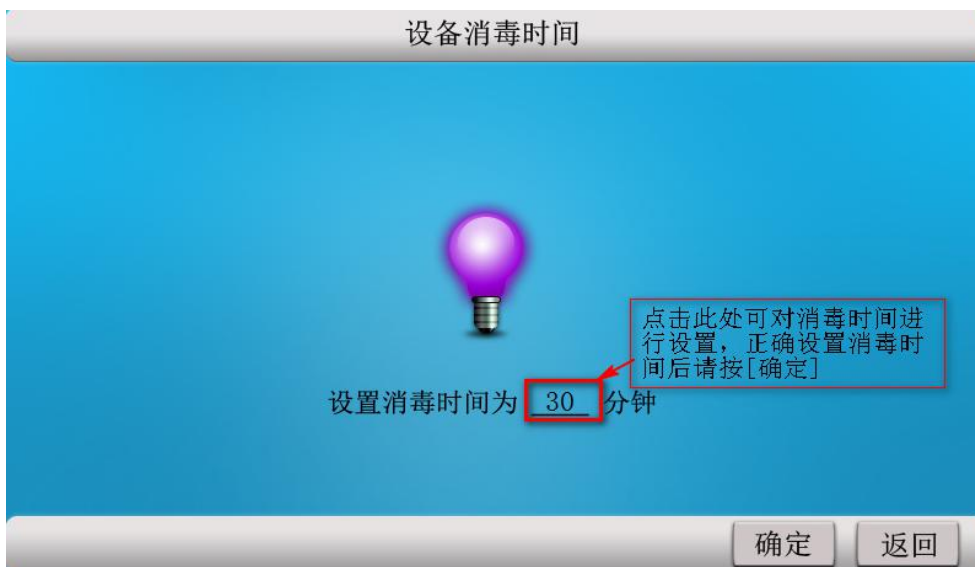 设备消毒时间
点击此处可对消毒时间进
行设置，正确设置消毒时
间后请按[确定]
设置消毒时间为 30 分钟
确定 返回